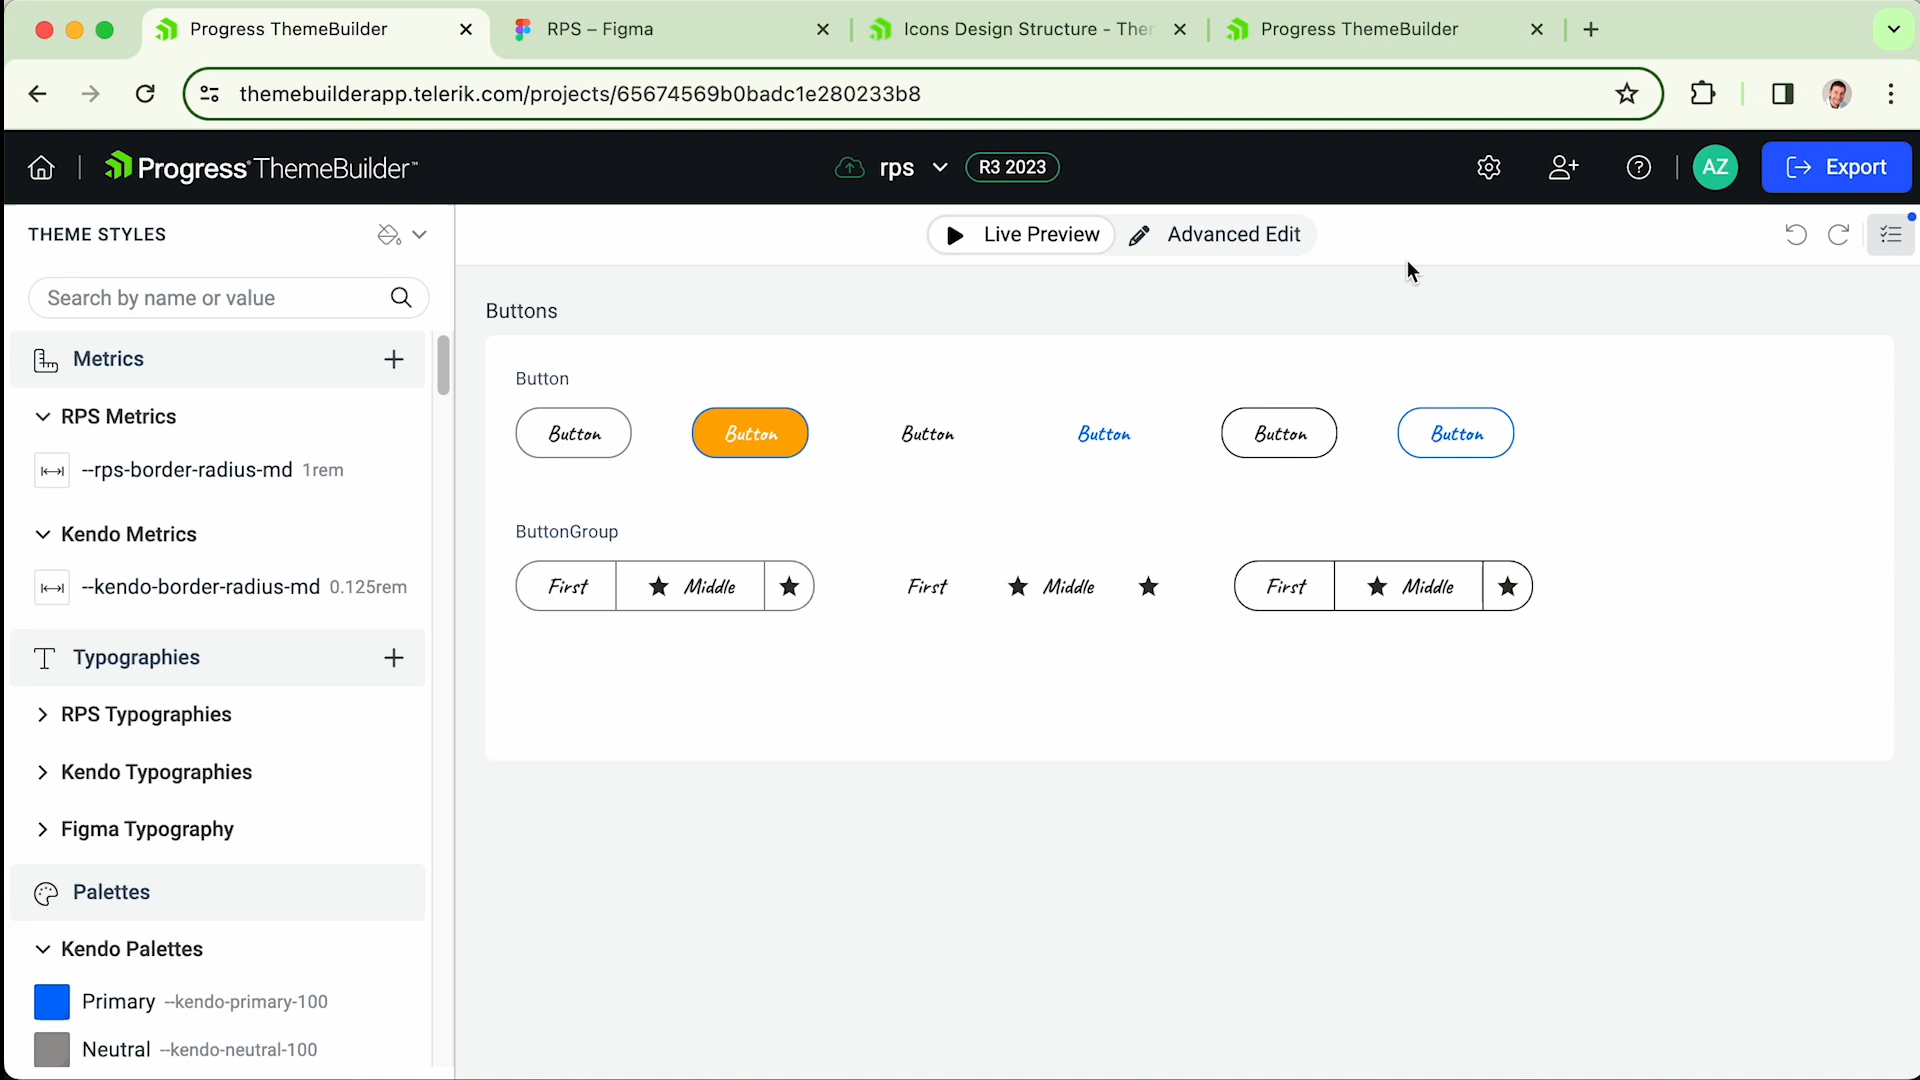 Progress ThemeBuilder
RPS – Figma
Icons Design Structure - Ther
Progress ThemeBuilder
themebuilderapp.telerik.com/projects/65674569b0badc1e280233b8
Progress® ThemeBuilder™
rps
R3 2023
AZ
Export
THEME STYLES
Live Preview
Advanced Edit
Search by name or value
Buttons
Metrics
Button
RPS Metrics
Button
Button
Button
Button
Button
Button
--rps-border-radius-md 1rem
Kendo Metrics
ButtonGroup
--kendo-border-radius-md 0.125rem
First
Middle
First
Middle
First
Middle
Typographies
RPS Typographies
Kendo Typographies
Figma Typography
Palettes
Kendo Palettes
Primary --kendo-primary-100
Neutral --kendo-neutral-100